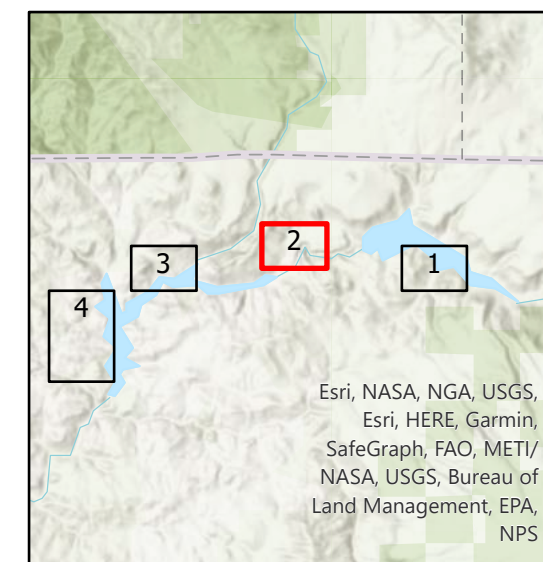 2
3
1
4
Esri, NASA, NGA, USGS,
Esri, HERE, Garmin,
SafeGraph, FAO, METI/
NASA, USGS, Bureau of
Land Management, EPA,
NPS